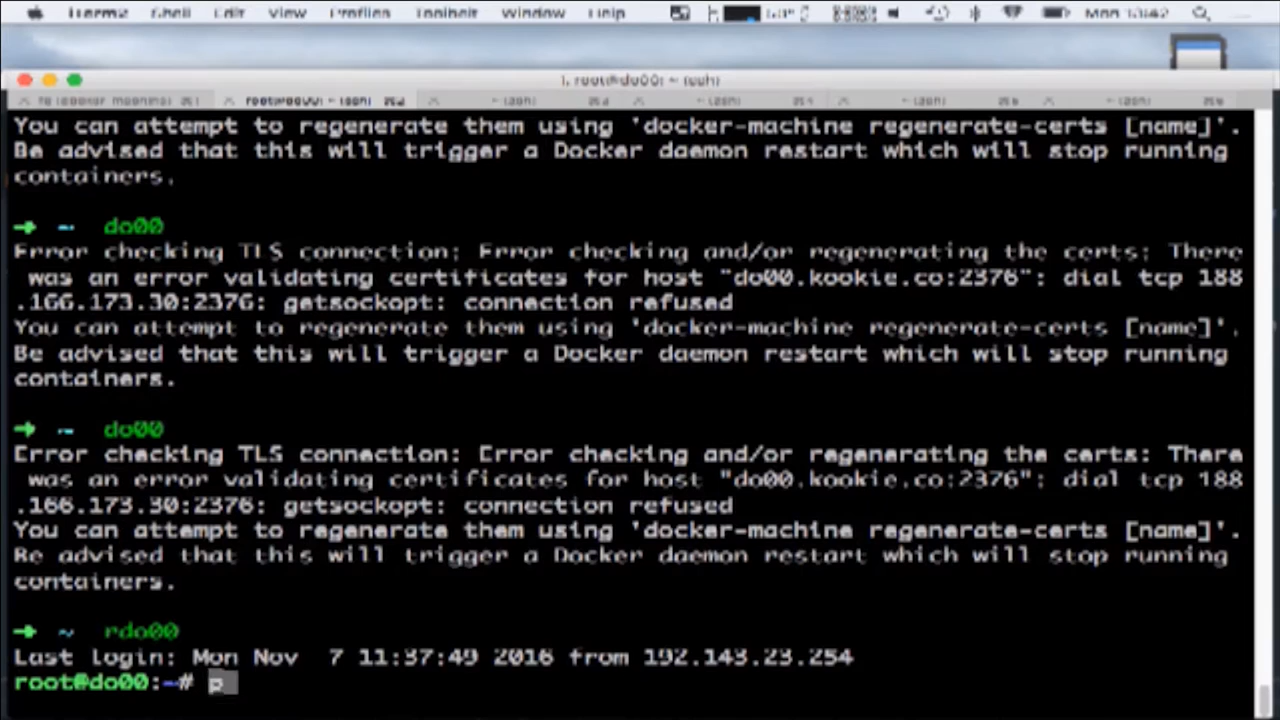 iTerm2 Shell Edit View Profiles Toolbelt Window Help Mon 13:42
1. root@do00: ~ (ssh)
root@do00: ~ (ssh)
You can attempt to regenerate them using 'docker-machine regenerate-certs [name]'.
Be advised that this will trigger a Docker daemon restart which will stop running
containers.
➜ ~ do00
Error checking TLS connection: Error checking and/or regenerating the certs: There
was an error validating certificates for host "do00.kookie.co:2376": dial tcp 188
.166.173.30:2376: getsockopt: connection refused
You can attempt to regenerate them using 'docker-machine regenerate-certs [name]'.
Be advised that this will trigger a Docker daemon restart which will stop running
containers.
➜ ~ do00
Error checking TLS connection: Error checking and/or regenerating the certs: There
was an error validating certificates for host "do00.kookie.co:2376": dial tcp 188
.166.173.30:2376: getsockopt: connection refused
You can attempt to regenerate them using 'docker-machine regenerate-certs [name]'.
Be advised that this will trigger a Docker daemon restart which will stop running
containers.
➜ ~ rdo00
Last login: Mon Nov 7 11:37:49 2016 from 192.143.23.254
root@do00:~# p